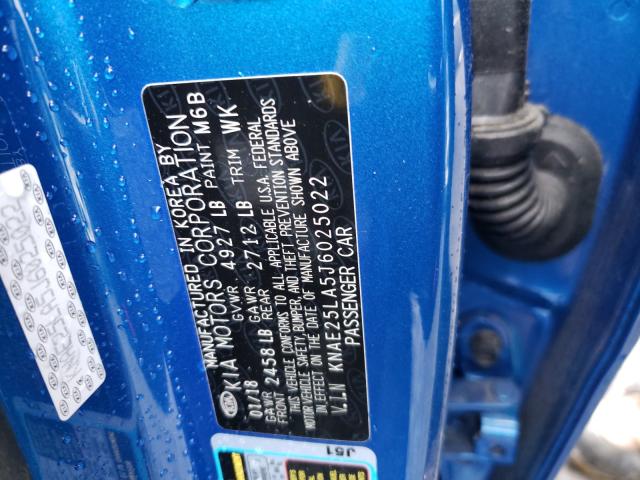 MANUFACTURED IN KOREA BY
KIA KIA MOTORS CORPORATION
01/18 GVWR 4927 LB PAINT M6B
GAWR FRONT 2458 LB GAWR REAR 2712 LB TRIM WK
THIS VEHICLE CONFORMS TO ALL APPLICABLE U.S.A. FEDERAL
MOTOR VEHICLE SAFETY, BUMPER, AND THEFT PREVENTION STANDARDS
IN EFFECT ON THE DATE OF MANUFACTURE SHOWN ABOVE
V.I.N KNAE25LA5J6025022
PASSENGER CAR
J51